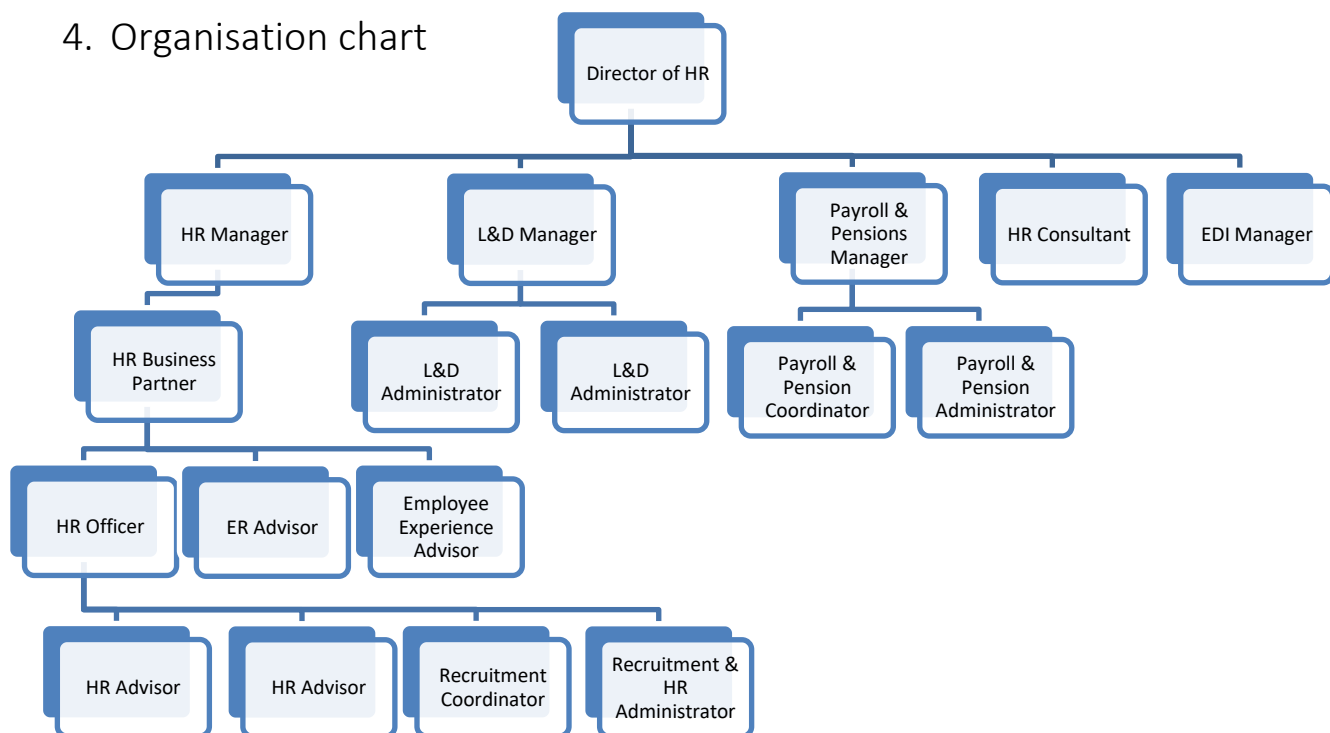 4. Organisation chart
Director of HR
HR Manager
L&D Manager
Payroll &
Pensions
Manager
HR Consultant
EDI Manager
HR Business
Partner
L&D
Administrator
L&D
Administrator
Payroll &
Pension
Coordinator
Payroll &
Pension
Administrator
HR Officer
ER Advisor
Employee
Experience
Advisor
HR Advisor
HR Advisor
Recruitment
Coordinator
Recruitment &
HR
Administrator